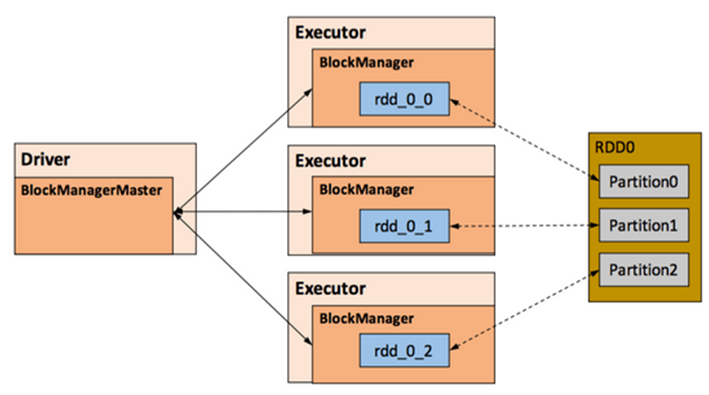 Driver
BlockManagerMaster
Executor
BlockManager
rdd_0_0
Executor
BlockManager
rdd_0_1
Executor
BlockManager
rdd_0_2
RDD0
Partition0
Partition1
Partition2